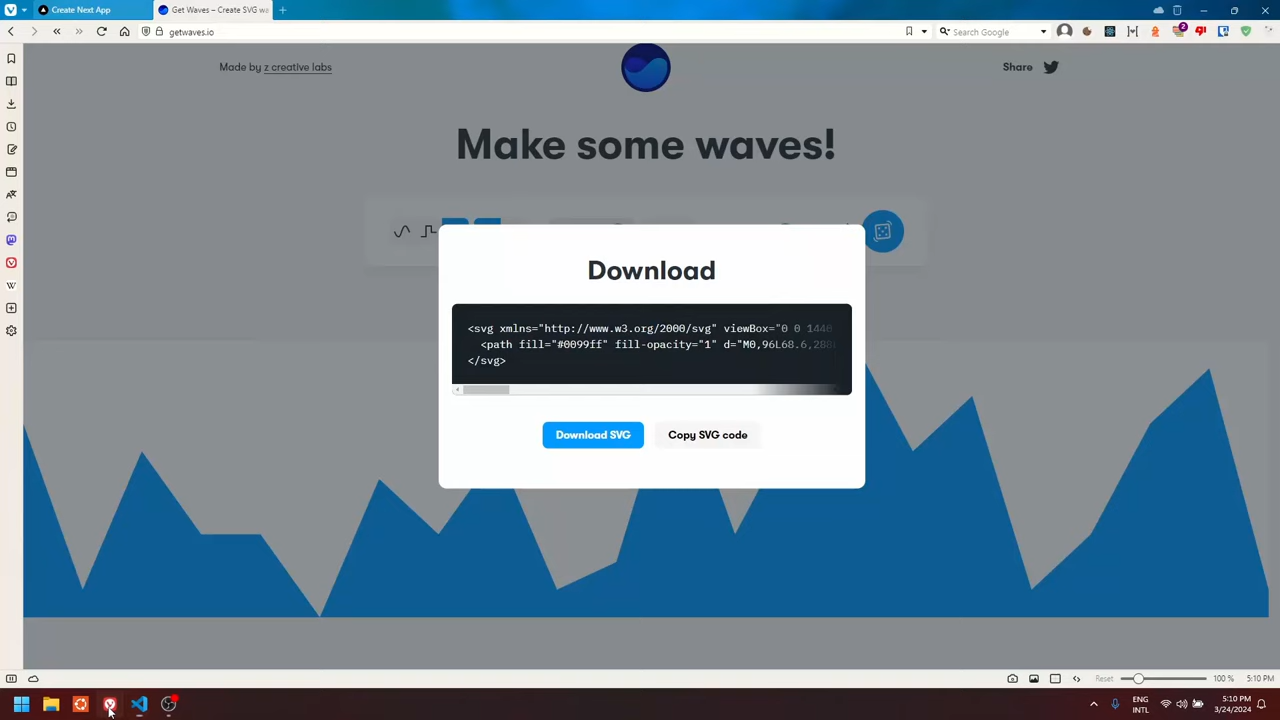 Create Next App
Get Waves – Create SVG wa
getwaves.io
Search Google
2
Made by z creative labs
Share
Make some waves!
Download
<svg xmlns="http://www.w3.org/2000/svg" viewBox="0 0 1440
<path fill="#0099ff" fill-opacity="1" d="M0,96L68.6,288
</svg>
Download SVG
Copy SVG code
Reset
100 %
5:10 PM
ENG
INTL
5:10 PM
3/24/2024